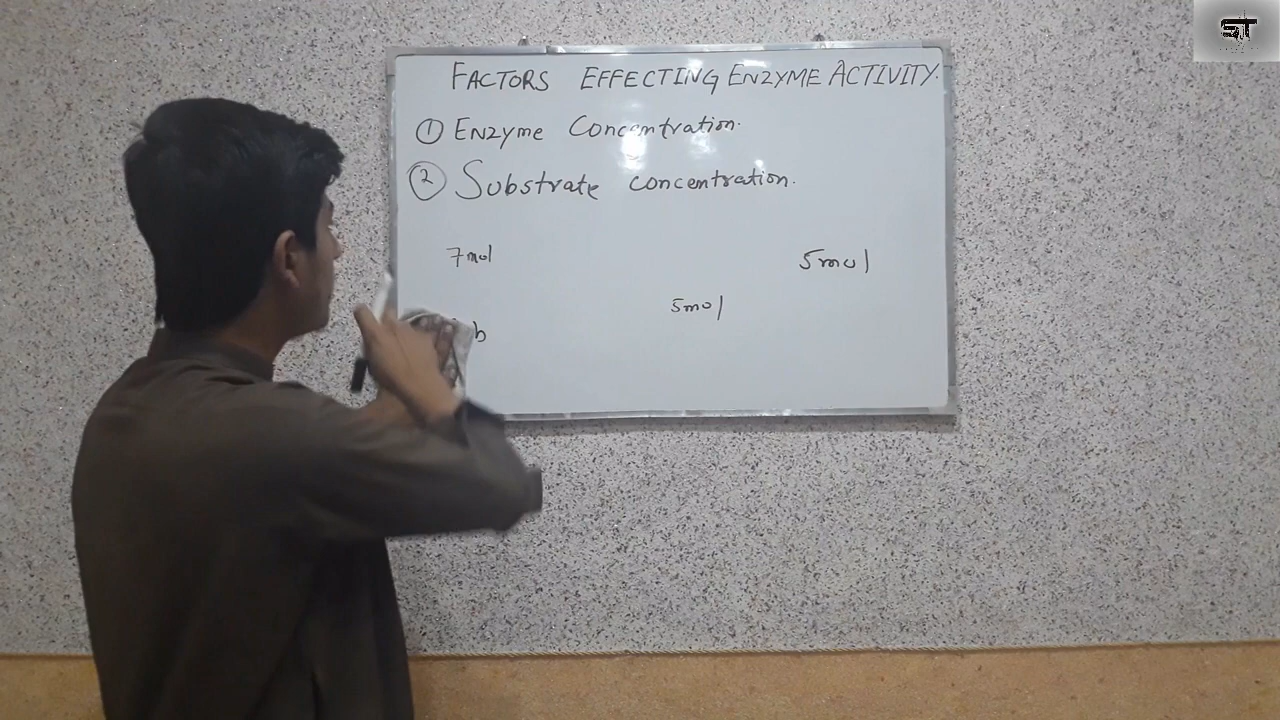 ST
FACTORS EFFECTING ENZYME ACTIVITY.
① Enzyme Concentration.
② Substrate concentration.
7mol
5mol
5mol
b